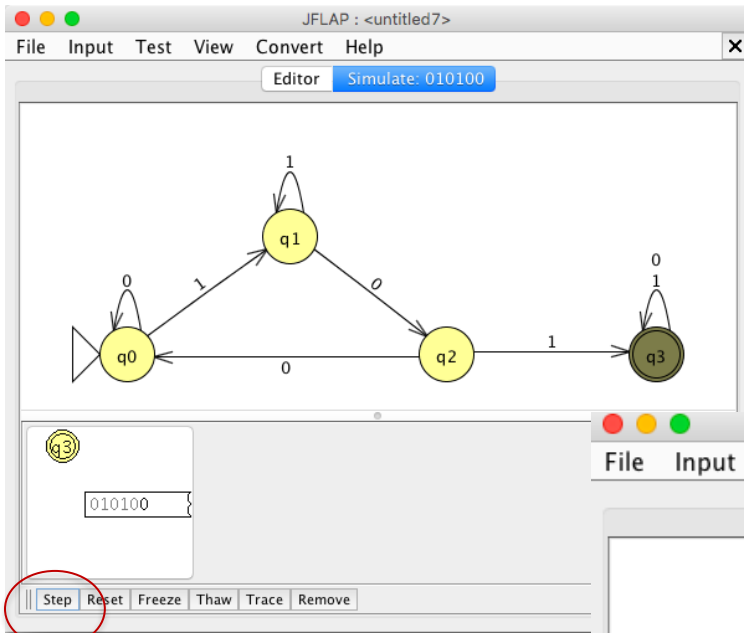 JFLAP : <untitled7>
File Input Test View Convert Help
Editor Simulate: 010100
1
q1
0
1
0
q0
0
q2
1
0
1
q3
q3
010100
File Input
Step Reset Freeze Thaw Trace Remove